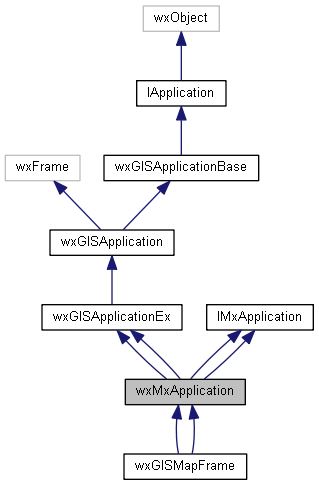 wxObject
IApplication
wxFrame
wxGISApplicationBase
wxGISApplication
wxGISApplicationEx
IMxApplication
wxMxApplication
wxGISMapFrame